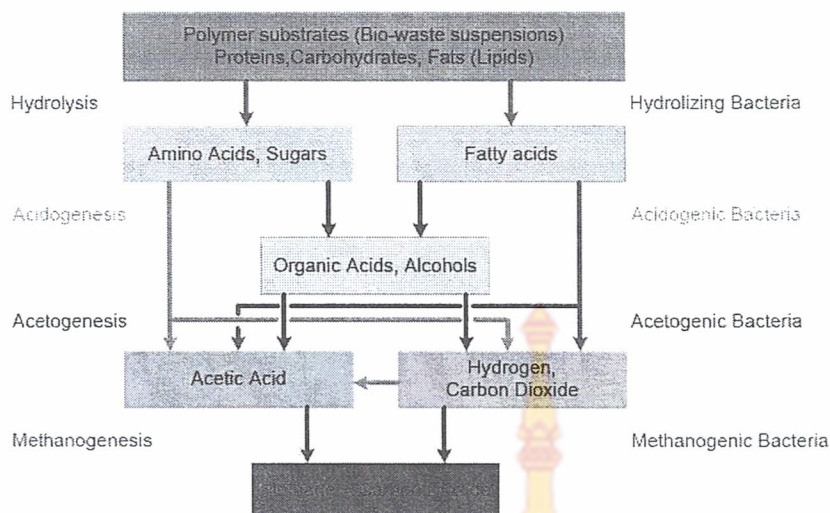 Polymer substrates (Bio-waste suspensions)
Proteins,Carbohydrates, Fats (Lipids)
Hydrolysis
Hydrolizing Bacteria
Amino Acids, Sugars
Fatty acids
Acidogenesis
Acidogenic Bacteria
Organic Acids, Alcohols
Acetogenesis
Acetogenic Bacteria
Acetic Acid
Hydrogen,
Carbon Dioxide
Methanogenesis
Methanogenic Bacteria